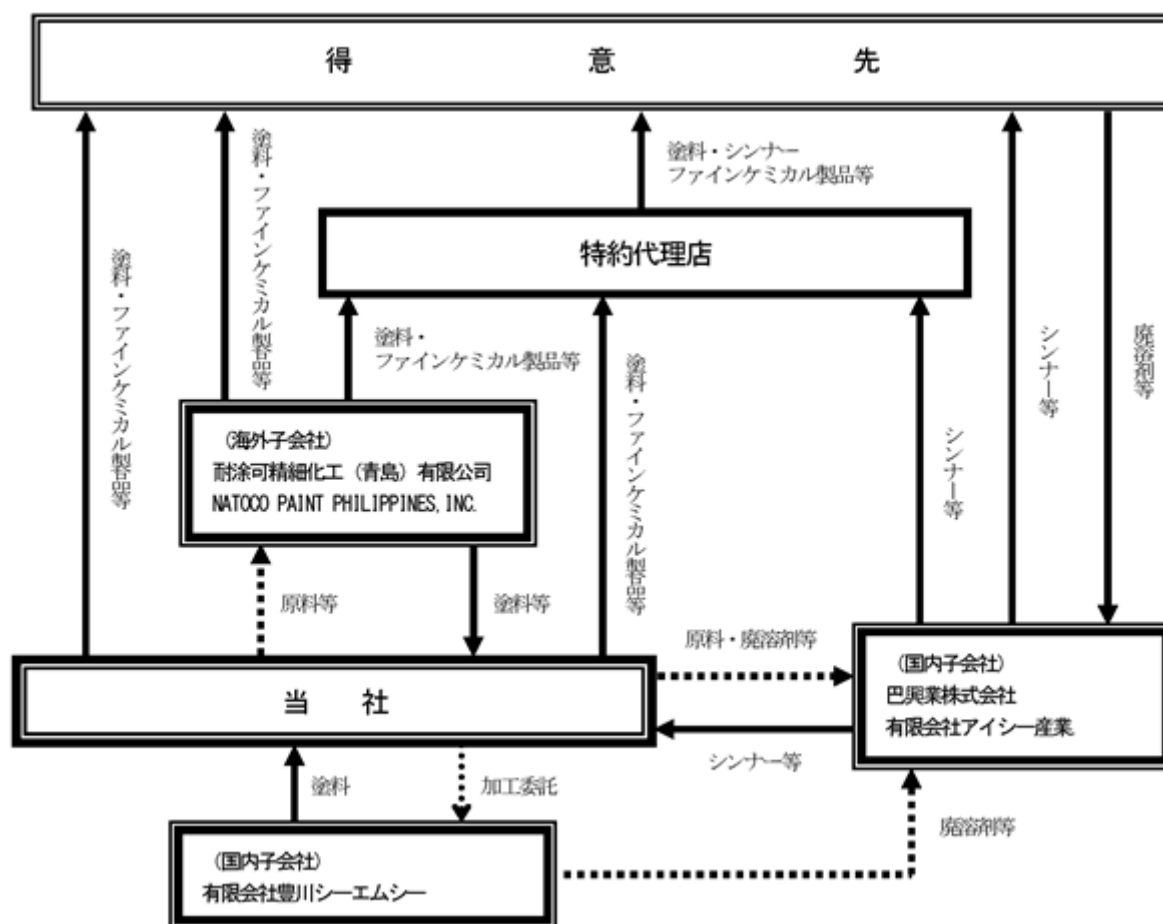 得意先
塗料・ファインケミカル製品等
塗料・シンナー
ファインケミカル製品等
特約代理店
塗料・ファインケミカル製品等
塗料・
ファインケミカル製品等
塗料・ファインケミカル製品等
シンナー等
シンナー等
廃溶剤等
(海外子会社)
耐涂可精細化工(青島)有限公司
NATOCO PAINT PHILIPPINES, INC.
原料等
塗料等
原料・廃溶剤等
(国内子会社)
巴興業株式会社
有限会社アイシー産業
当社
シンナー等
塗料
加工委託
廃溶剤等
(国内子会社)
有限会社豊川シーエムシー